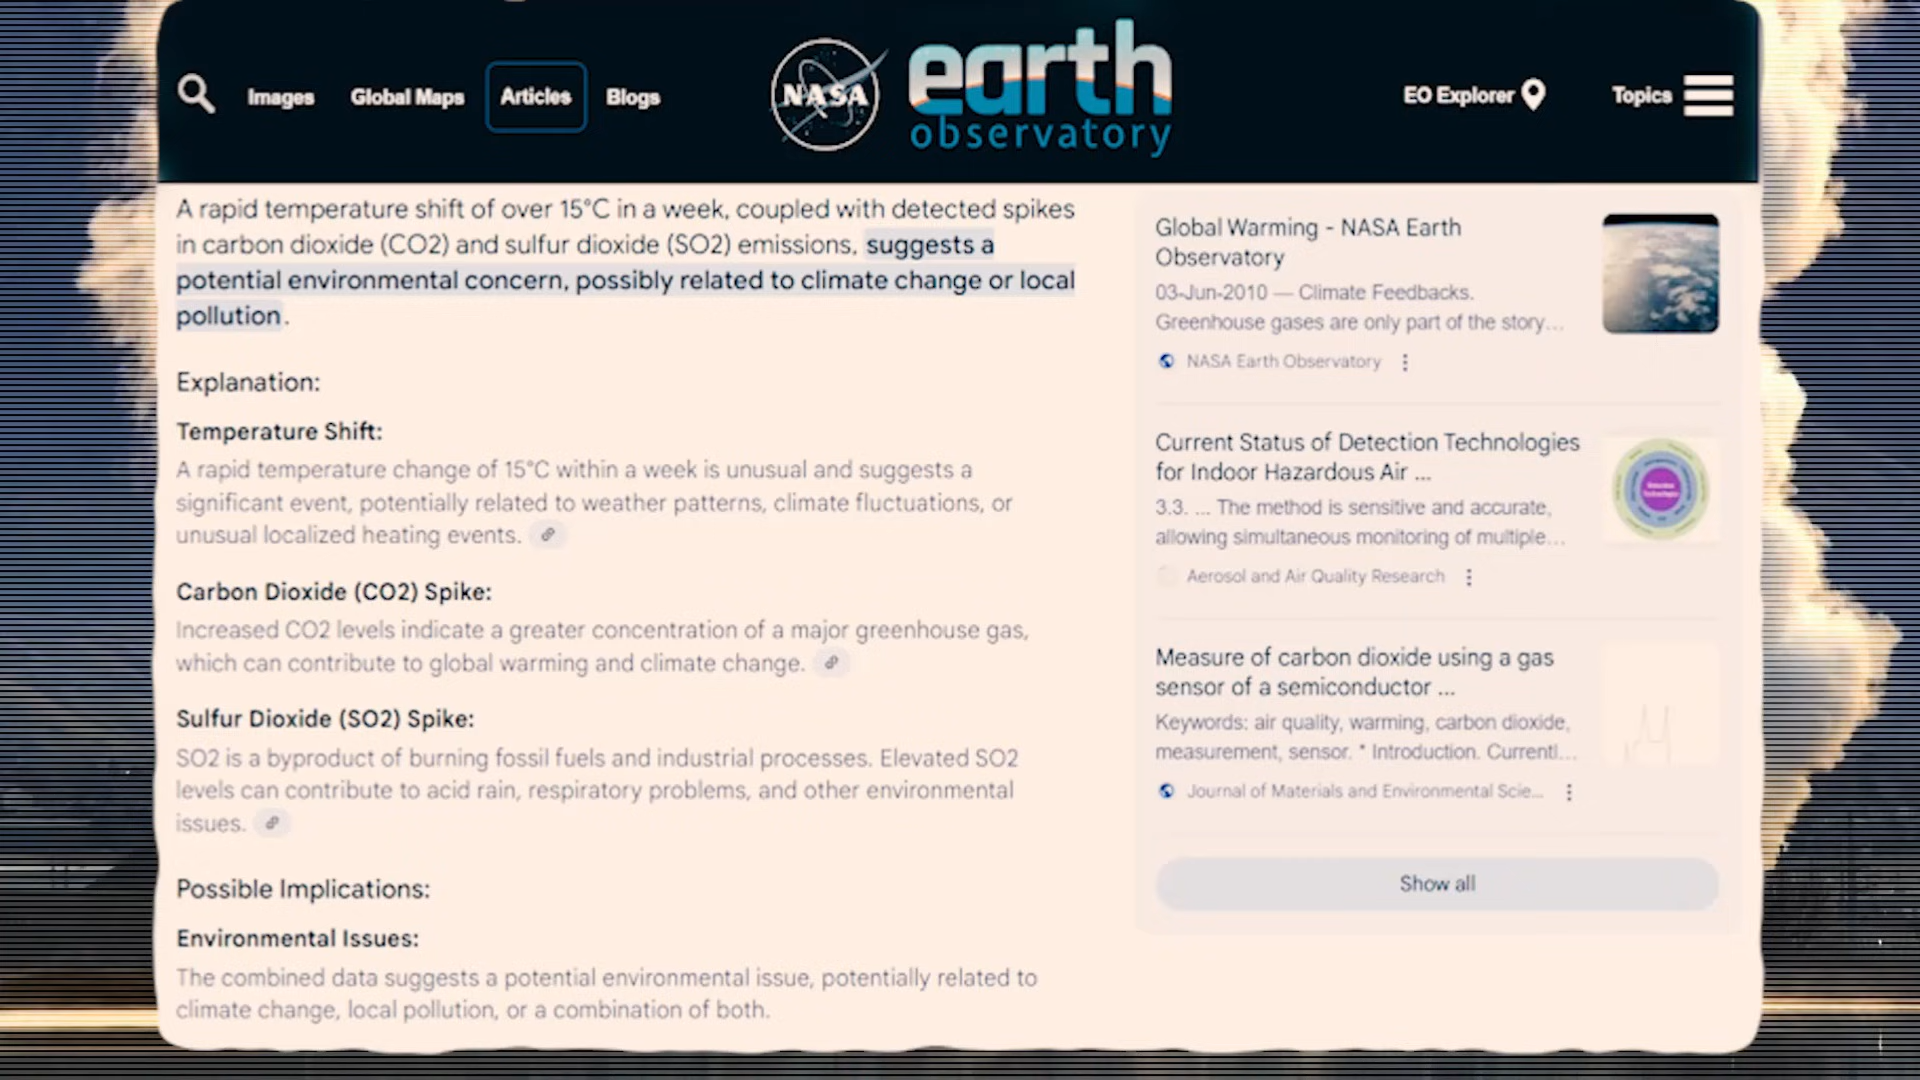 Images
Global Maps
Articles
Blogs
NASA
earth
observatory
EO Explorer
Topics
A rapid temperature shift of over 15°C in a week, coupled with detected spikes
in carbon dioxide (CO2) and sulfur dioxide (SO2) emissions, suggests a
potential environmental concern, possibly related to climate change or local
pollution.
Explanation:
Temperature Shift:
A rapid temperature change of 15°C within a week is unusual and suggests a
significant event, potentially related to weather patterns, climate fluctuations, or
unusual localized heating events.
Carbon Dioxide (CO2) Spike:
Increased CO2 levels indicate a greater concentration of a major greenhouse gas,
which can contribute to global warming and climate change.
Sulfur Dioxide (SO2) Spike:
SO2 is a byproduct of burning fossil fuels and industrial processes. Elevated SO2
levels can contribute to acid rain, respiratory problems, and other environmental
issues.
Possible Implications:
Environmental Issues:
The combined data suggests a potential environmental issue, potentially related to
climate change, local pollution, or a combination of both.
Global Warming - NASA Earth
Observatory
03-Jun-2010 — Climate Feedbacks.
Greenhouse gases are only part of the story...
NASA Earth Observatory
Current Status of Detection Technologies
for Indoor Hazardous Air ...
3.3. ... The method is sensitive and accurate,
allowing simultaneous monitoring of multiple...
Aerosol and Air Quality Research
Measure of carbon dioxide using a gas
sensor of a semiconductor ...
Keywords: air quality, warming, carbon dioxide,
measurement, sensor. * Introduction. Currentl...
Journal of Materials and Environmental Scie...
Show all